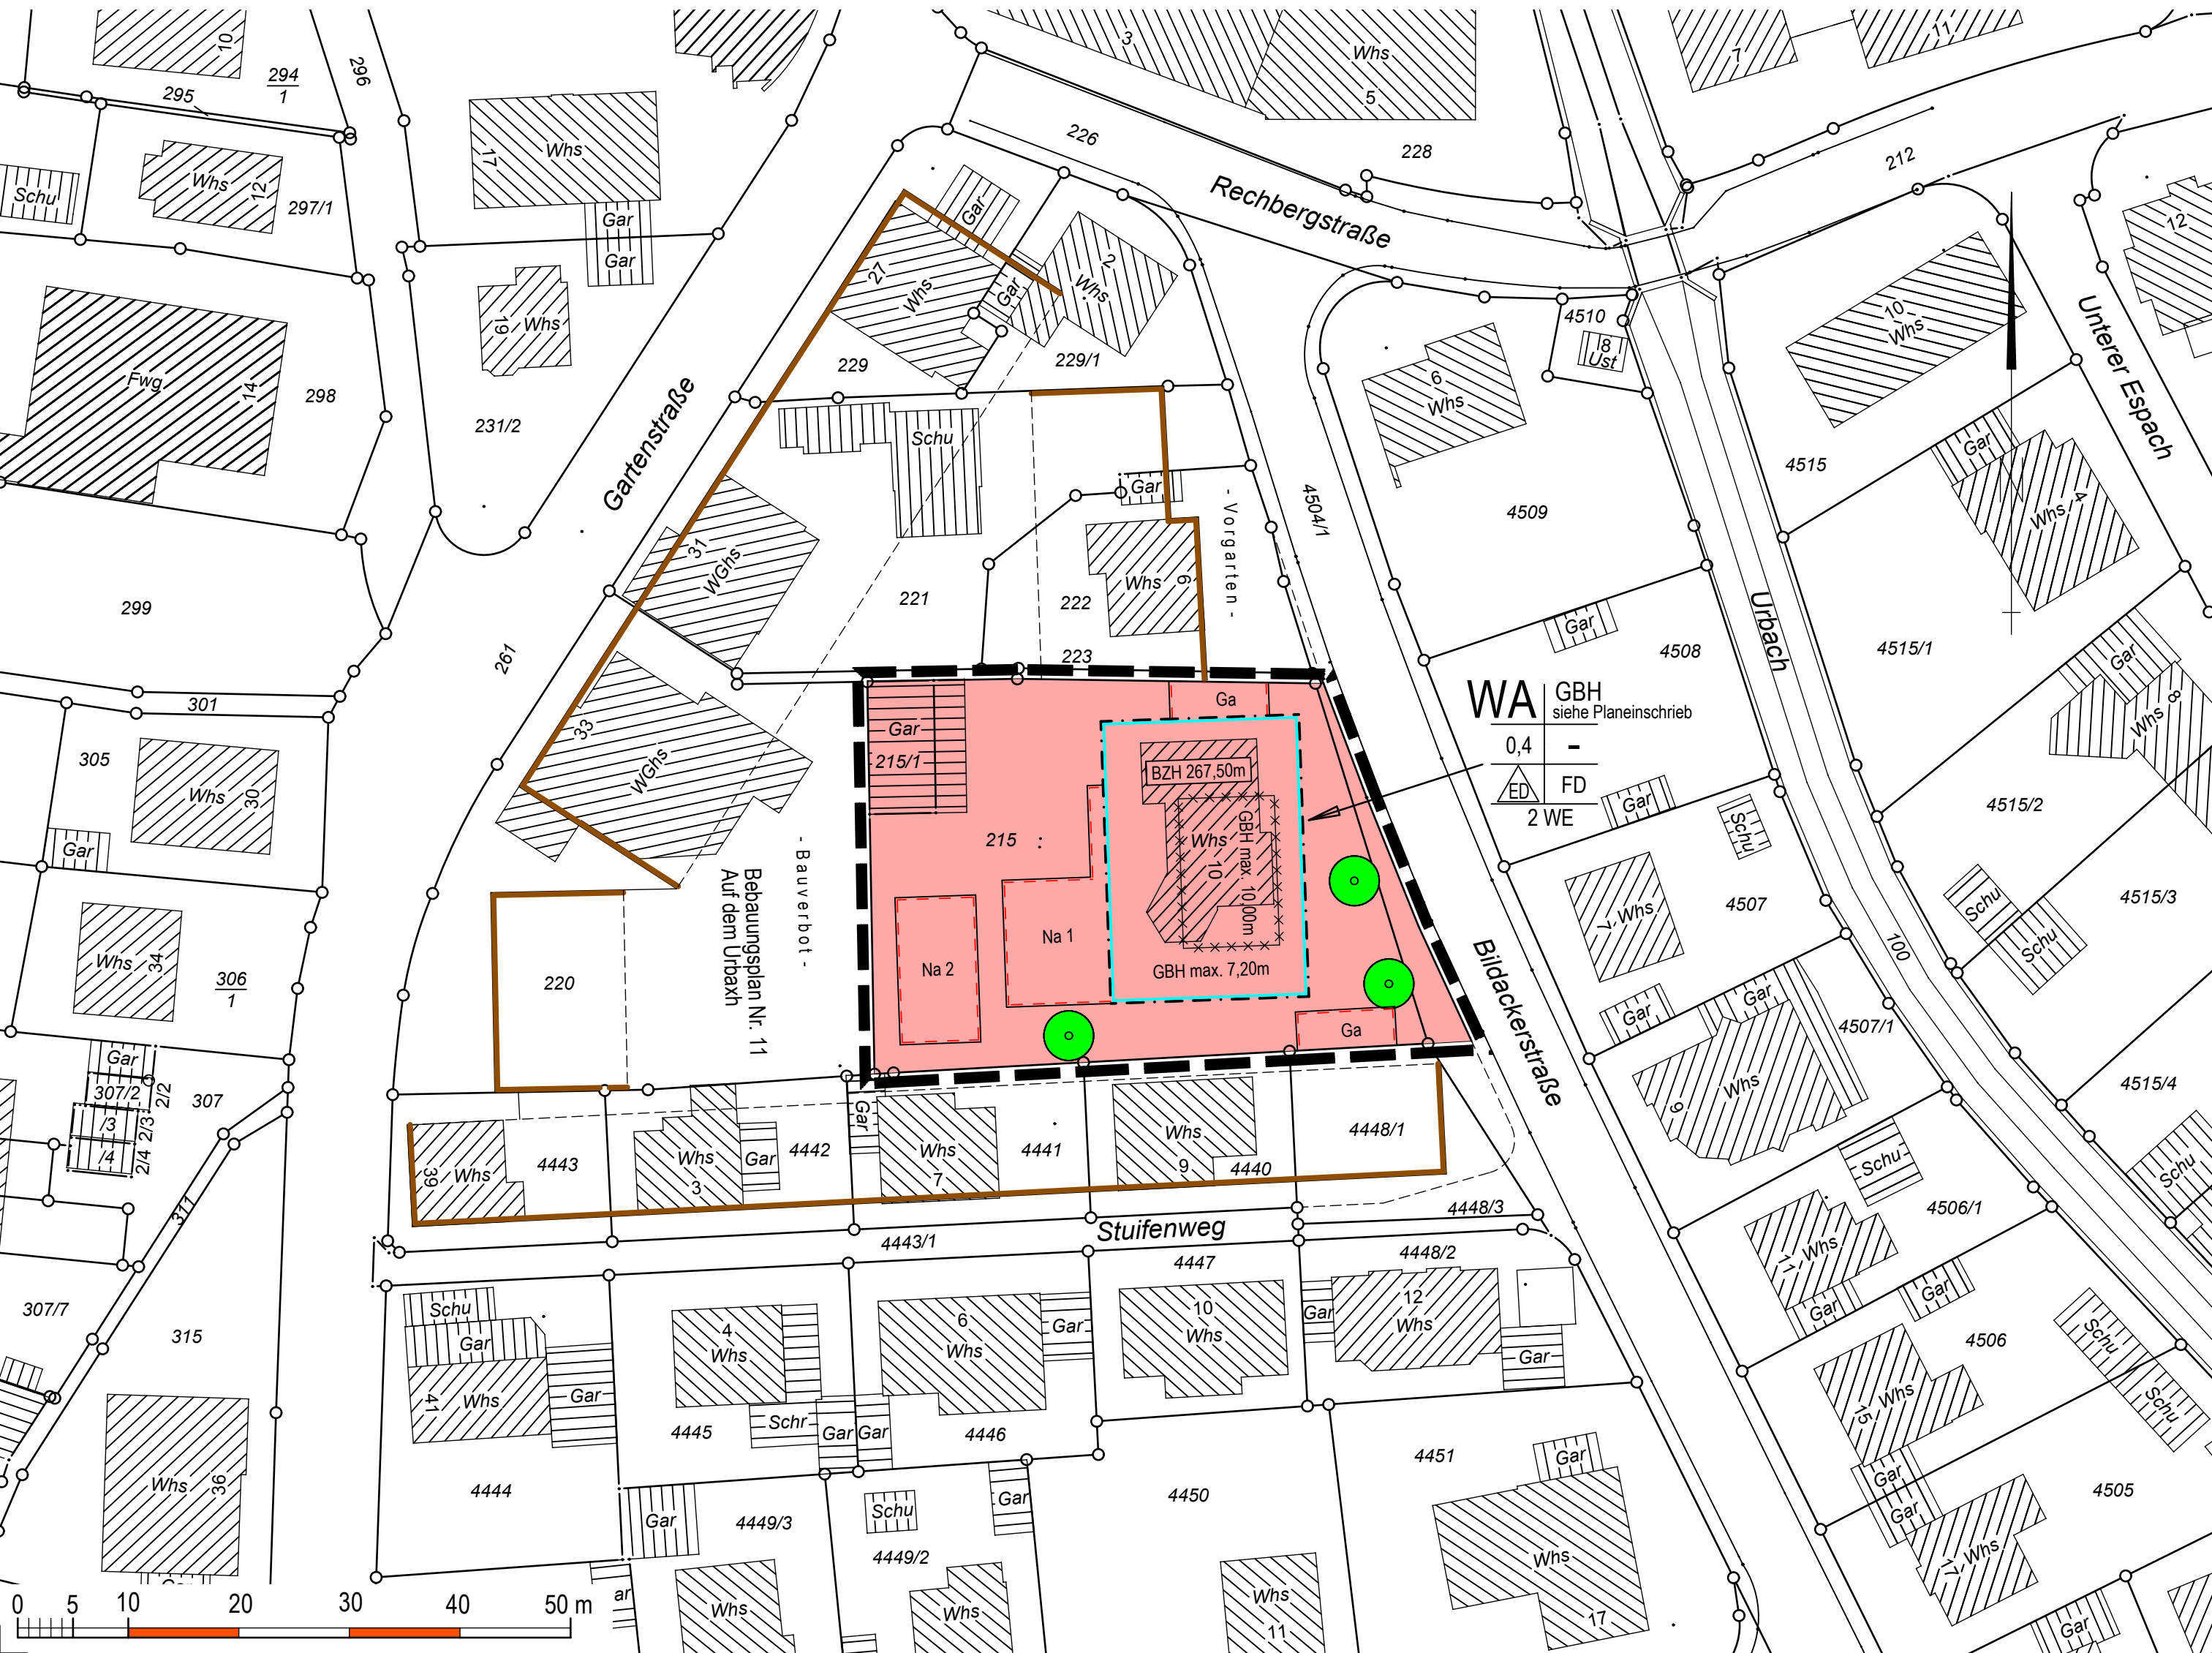 10
294
1
295
296
Whs
17
3
Whs
5
7
11
Whs
12
297/1
Schu
Gar
Gar
226
228
212
Rechbergstraße
Gar
27
Whs
2
Whs
Gar
12
19
Whs
Fwg
14
298
231/2
Gartenstraße
229
229/1
4510
8
Ust
6
Whs
10
Whs
Unterer Espach
Schu
Gar
- Vorgarten -
4504/1
4509
4515
Gar
Whs
4
31
WGhs
299
221
222
Whs
6
Gar
Urbach
4508
4515/1
261
301
223
Gar
33
WGhs
305
Whs
30
Gar
Gar
215/1
Ga
BZH 267,50m
WA
GBH
siehe Planeinschrieb
0,4
-
ED
FD
2 WE
Whs
8
Gar
Schu
4515/2
215
Whs
10
GBH max. 10,00m
GBH max. 7,20m
Na 1
Na 2
Ga
- Bauverbot -
Bebauungsplan Nr. 11
Auf dem Urbaxh
220
Whs
34
306
1
7
Whs
4507
Schu
4515/3
Schu
100
Bildackerstraße
Gar
Gar
4507/1
Gar
307/2
2/2
307
/3
2/3
/4
2/4
311
39
Whs
4443
Whs
3
Gar
4442
Gar
Whs
7
4441
Whs
9
4440
4448/1
9
Whs
4515/4
Schu
Schu
4506/1
4448/3
Stuifenweg
4443/1
4447
4448/2
11
Whs
Gar
Gar
307/7
315
Schu
Gar
41
Whs
Gar
4
Whs
6
Whs
Gar
10
Whs
Gar
12
Whs
Gar
4506
Schu
Schu
4445
Schr
Gar
Gar
4446
15
Whs
Whs
36
4444
4451
Gar
Gar
Gar
4505
Gar
4449/3
Schu
Gar
4450
4449/2
Whs
17
17
Whs
Whs
Whs
Whs
11
Gar
0
5
10
20
30
40
50 m